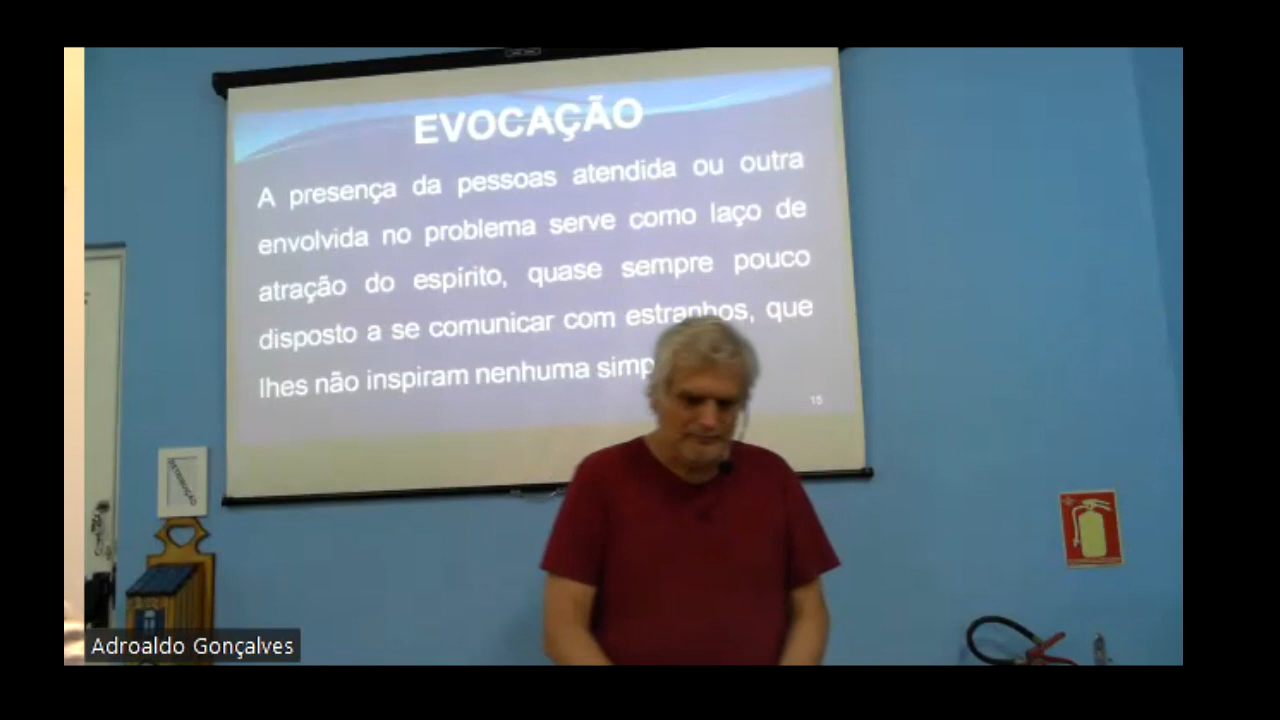 EVOCAÇÃO
A presença da pessoas atendida ou outra
envolvida no problema serve como laço de
atração do espírito, quase sempre pouco
disposto a se comunicar com estranhos, que
lhes não inspiram nenhuma simp
15
Adroaldo Gonçalves